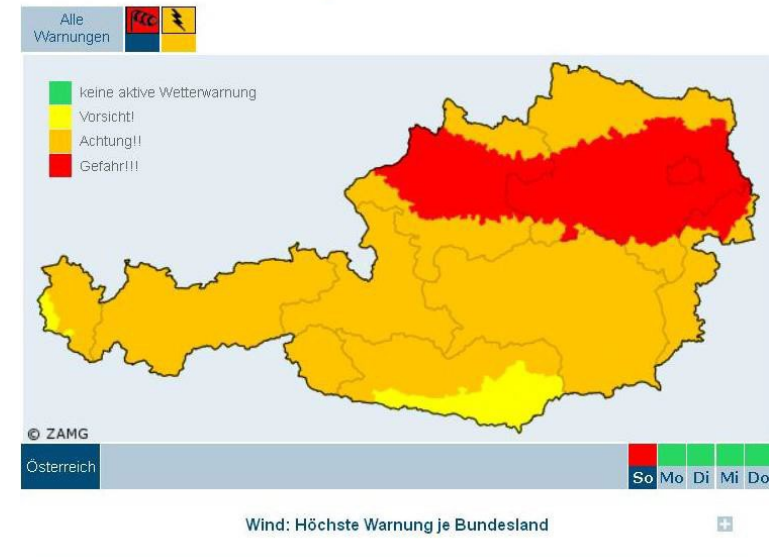 Alle
Warnungen
keine aktive Wetterwarnung
Vorsicht!
Achtung!!
Gefahr!!!
© ZAMG
Österreich
So Mo Di Mi Do
Wind: Höchste Warnung je Bundesland